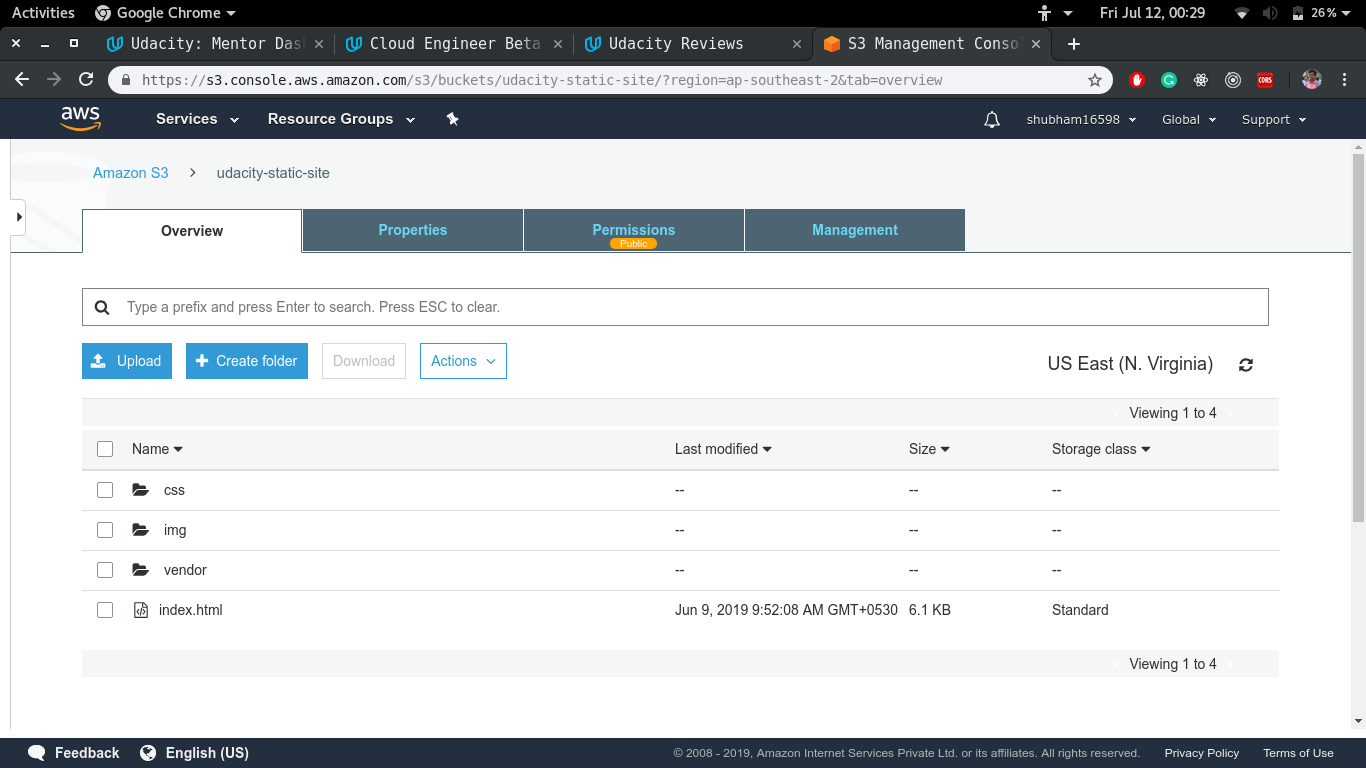 Activities Google Chrome Fri Jul 12, 00:29 26%
Udacity: Mentor Das Cloud Engineer Beta Udacity Reviews S3 Management Conso
https://s3.console.aws.amazon.com/s3/buckets/udacity-static-site/?region=ap-southeast-2&tab=overview CORS
aws Services Resource Groups shubham16598 Global Support
Amazon S3 > udacity-static-site
Overview Properties Permissions Management
Public
Type a prefix and press Enter to search. Press ESC to clear.
Upload Create folder Download Actions US East (N. Virginia)
Viewing 1 to 4
Name Last modified Size Storage class
css -- -- --
img -- -- --
vendor -- -- --
index.html Jun 9, 2019 9:52:08 AM GMT+0530 6.1 KB Standard
Viewing 1 to 4
Feedback English (US) © 2008 - 2019, Amazon Internet Services Private Ltd. or its affiliates. All rights reserved. Privacy Policy Terms of Use